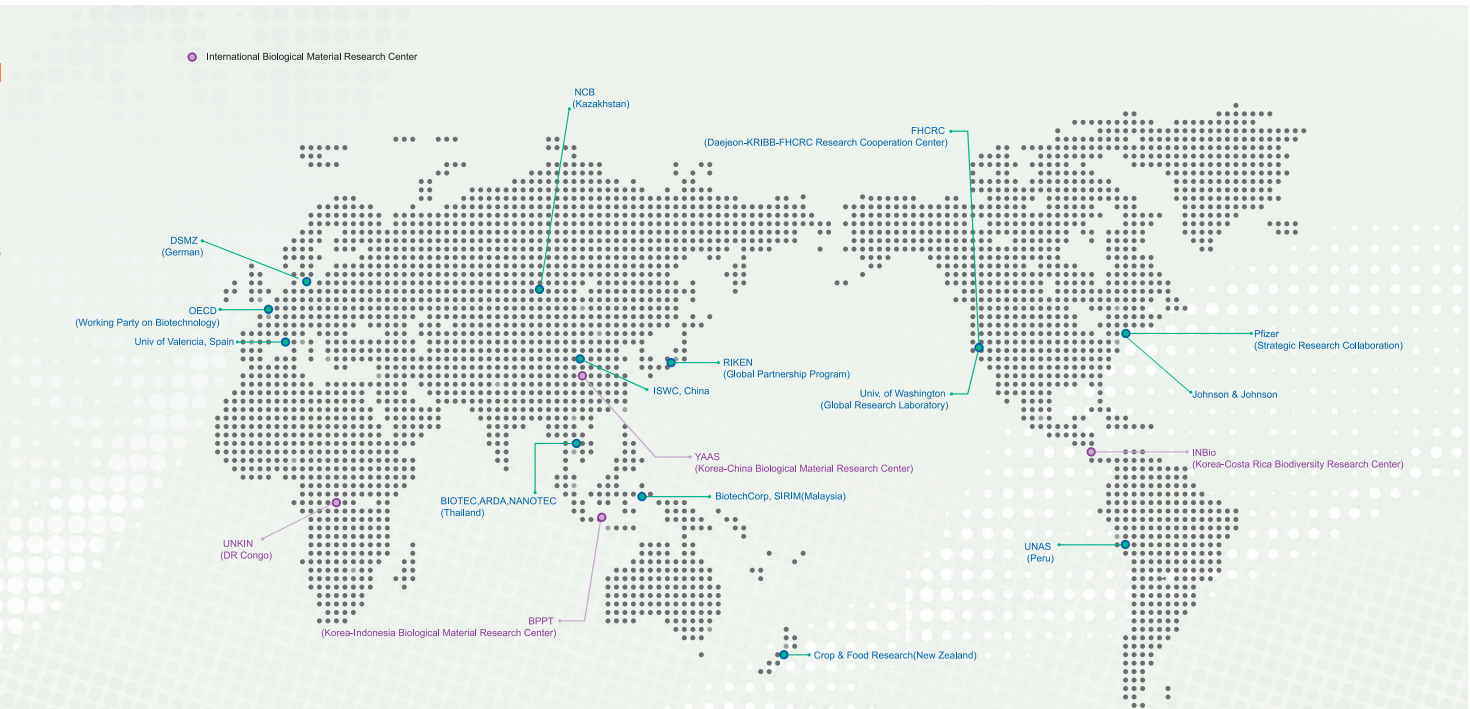 International Biological Material Research Center
NCB
(Kazakhstan)
FHCRC
(Daejeon-KRIBB-FHCRC Research Cooperation Center)
DSMZ
(German)
OECD
(Working Party on Biotechnology)
Univ of Valencia, Spain
RIKEN
(Global Partnership Program)
ISWC, China
Univ. of Washington
(Global Research Laboratory)
Pfizer
(Strategic Research Collaboration)
Johnson & Johnson
YAAS
(Korea-China Biological Material Research Center)
INBio
(Korea-Costa Rica Biodiversity Research Center)
BIOTEC,ARDA,NANOTEC
(Thailand)
BiotechCorp, SIRIM(Malaysia)
UNKIN
(DR Congo)
UNAS
(Peru)
BPPT
(Korea-Indonesia Biological Material Research Center)
Crop & Food Research(New Zealand)